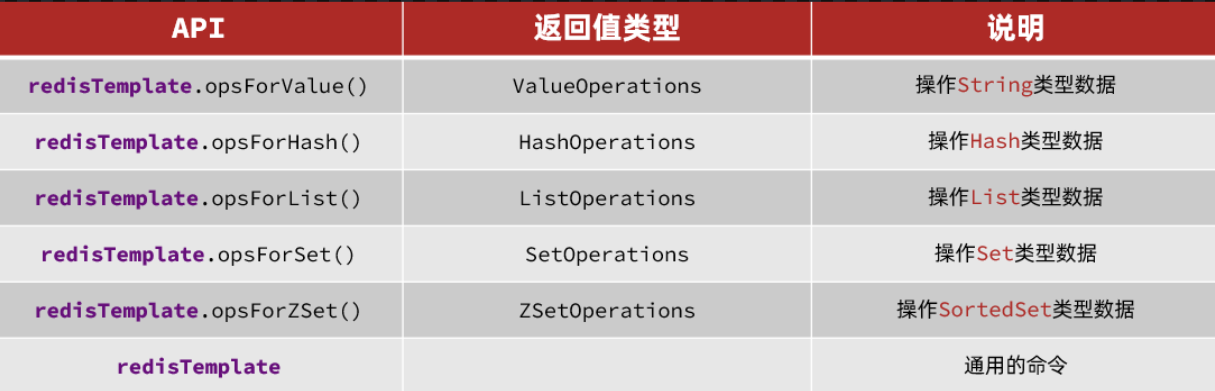 API 返回值类型 说明
redisTemplate.opsForValue() ValueOperations 操作String类型数据
redisTemplate.opsForHash() HashOperations 操作Hash类型数据
redisTemplate.opsForList() ListOperations 操作List类型数据
redisTemplate.opsForSet() SetOperations 操作Set类型数据
redisTemplate.opsForZSet() ZSetOperations 操作SortedSet类型数据
redisTemplate 通用的命令